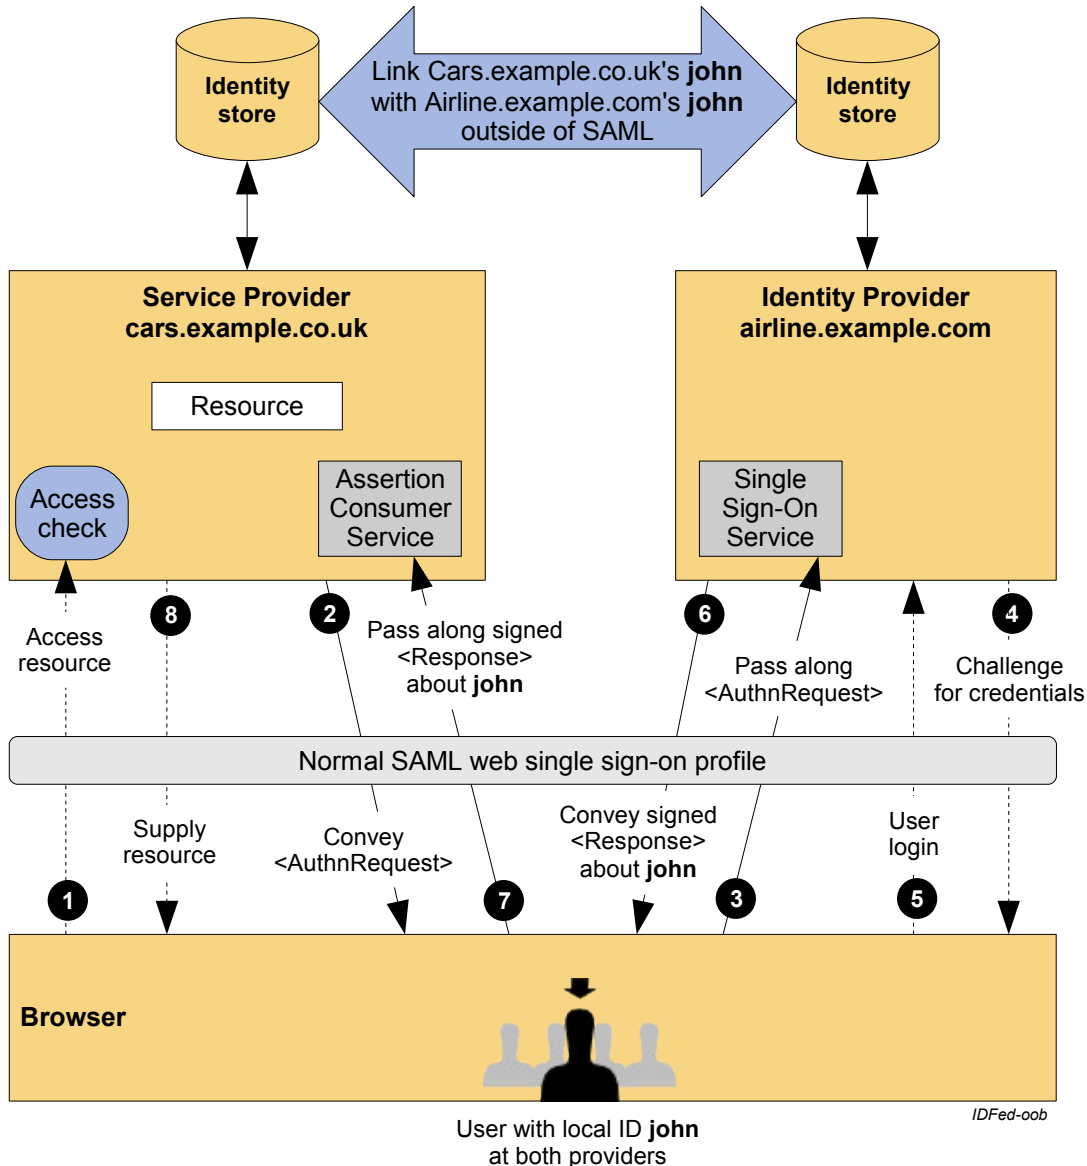 Identity
store
Link Cars.example.co.uk's john
with Airline.example.com's john
outside of SAML
Identity
store
Service Provider
cars.example.co.uk
Identity Provider
airline.example.com
Resource
Access
check
Assertion
Consumer
Service
Single
Sign-On
Service
8
2
6
4
Access
resource
Pass along signed
<Response>
about john
Pass along
<AuthnRequest>
Challenge
for credentials
Normal SAML web single sign-on profile
Supply
resource
Convey
<AuthnRequest>
Convey signed
<Response>
about john
User
login
1
7
3
5
Browser
IDFed-oob
User with local ID john
at both providers